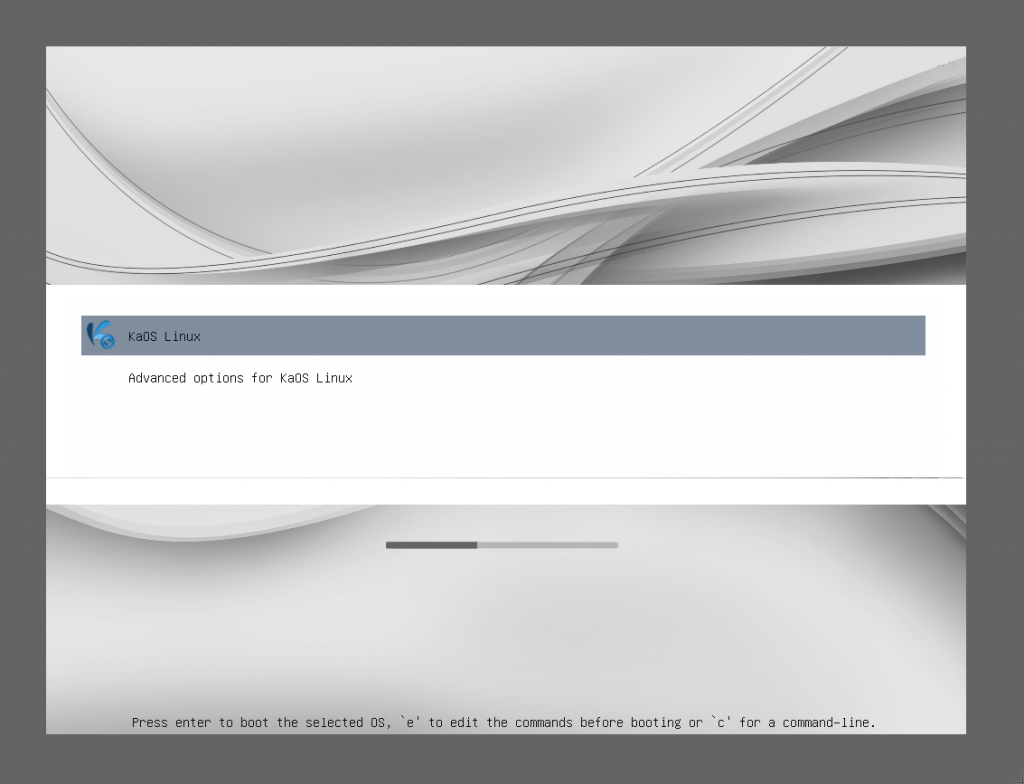 KaOS Linux
Advanced options for KaOS Linux
Press enter to boot the selected OS, `e' to edit the commands before booting or `c' for a command-line.